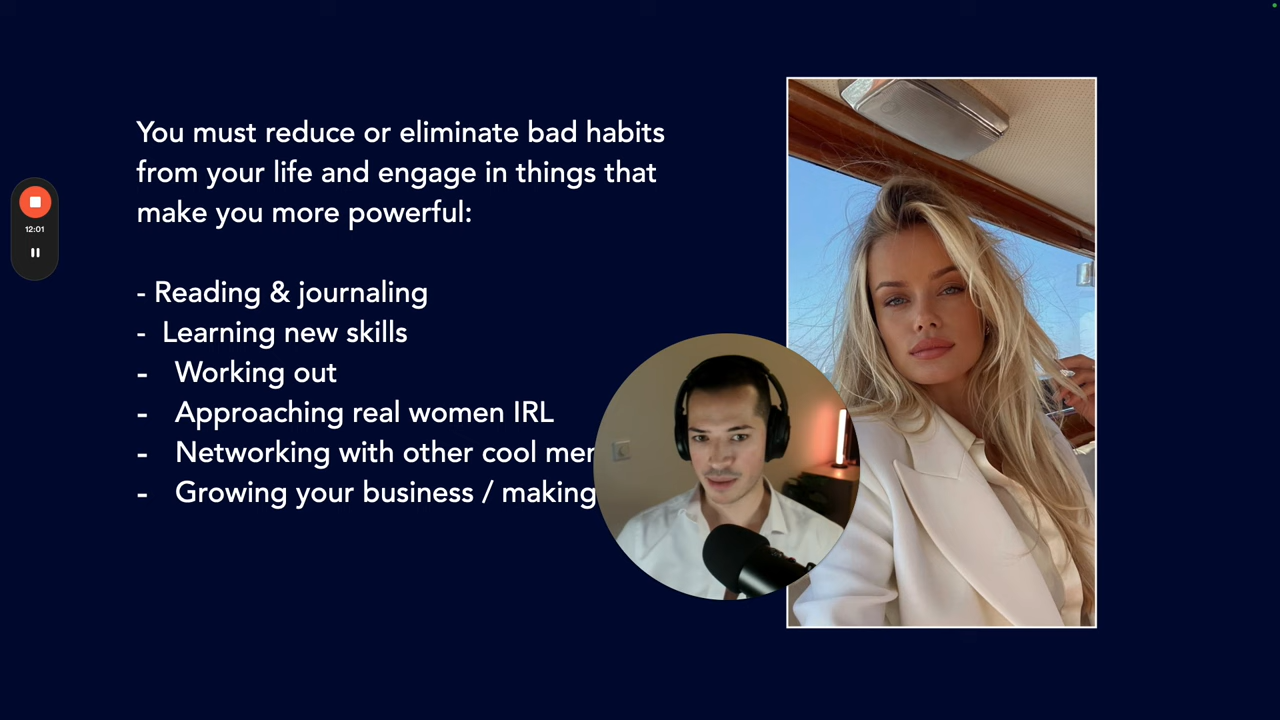 You must reduce or eliminate bad habits
from your life and engage in things that
make you more powerful:
- Reading & journaling
- Learning new skills
- Working out
- Approaching real women IRL
- Networking with other cool
- Growing your business / making
12:01